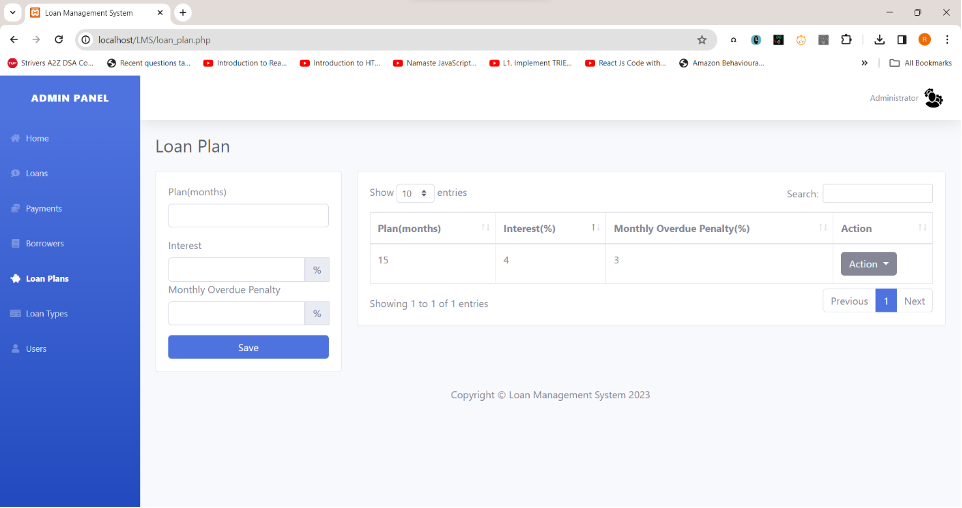 Loan Management System
localhost/LMS/loan_plan.php
Strivers A2Z DSA Co...
Recent questions ta...
Introduction to Rea...
Introduction to HT...
Namaste JavaScript...
L1. Implement TRIE...
React Js Code with...
Amazon Behavioura...
All Bookmarks
ADMIN PANEL
Administrator
Home
Loans
Payments
Borrowers
Loan Plans
Loan Types
Users
Loan Plan
Plan(months)
Interest
%
Monthly Overdue Penalty
%
Save
Show 10 entries
Search:
Plan(months) Interest(%) Monthly Overdue Penalty(%) Action
15 4 3 Action
Showing 1 to 1 of 1 entries
Previous 1 Next
Copyright © Loan Management System 2023